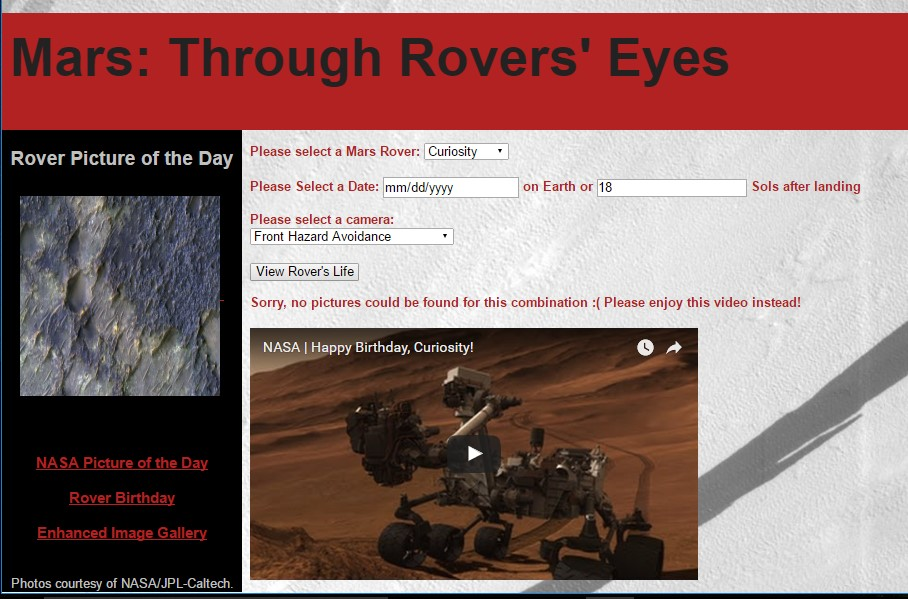 Mars: Through Rovers' Eyes
Rover Picture of the Day
NASA Picture of the Day
Rover Birthday
Enhanced Image Gallery
Photos courtesy of NASA/JPL-Caltech.
Please select a Mars Rover: Curiosity
Please Select a Date: mm/dd/yyyy on Earth or 18 Sols after landing
Please select a camera:
Front Hazard Avoidance
View Rover's Life
Sorry, no pictures could be found for this combination :( Please enjoy this video instead!
NASA | Happy Birthday, Curiosity!